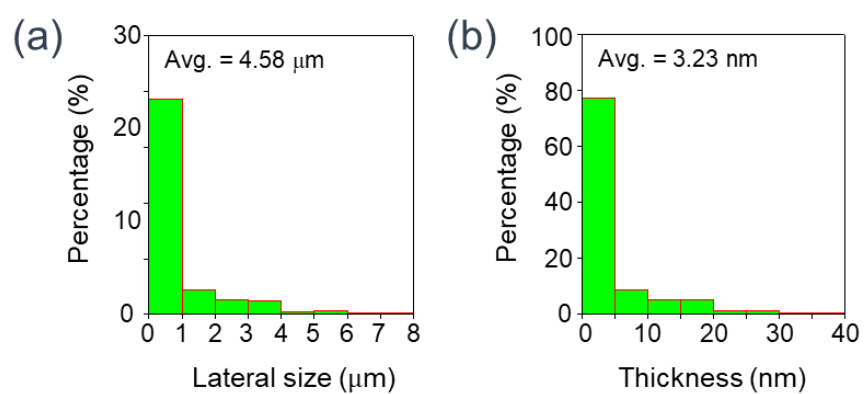 (a)
Avg. = 4.58 μm
Percentage (%)
30
20
10
0
0 1 2 3 4 5 6 7 8
Lateral size (μm)
(b)
Avg. = 3.23 nm
Percentage (%)
100
80
60
40
20
0
0 10 20 30 40
Thickness (nm)